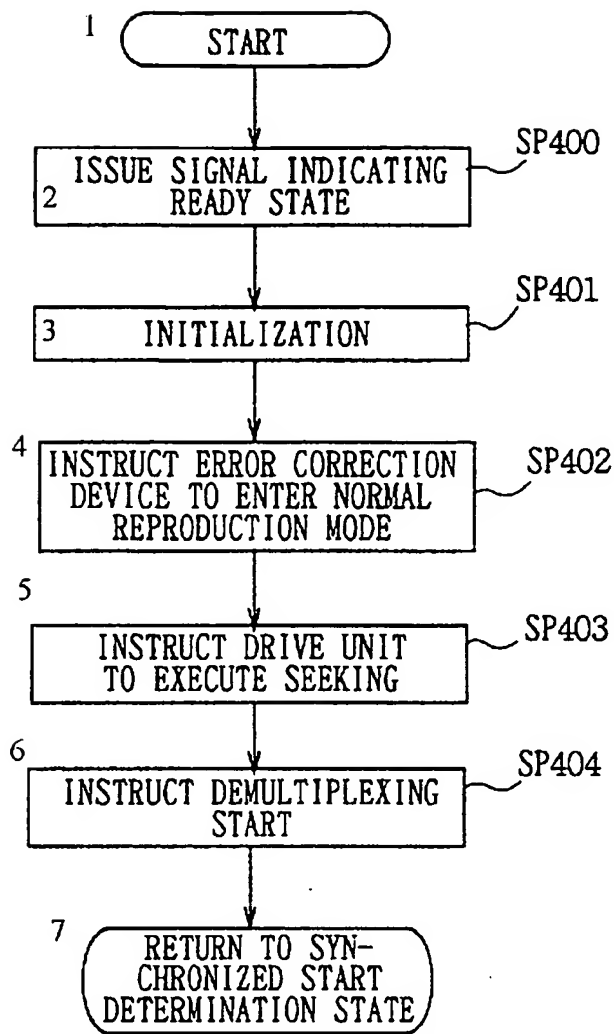 1
START
SP400
ISSUE SIGNAL INDICATING
2 READY STATE
SP401
3 INITIALIZATION
4
INSTRUCT ERROR CORRECTION
DEVICE TO ENTER NORMAL
REPRODUCTION MODE
SP402
5
INSTRUCT DRIVE UNIT
TO EXECUTE SEEKING
SP403
6
INSTRUCT DEMULTIPLEXING
START
SP404
7
RETURN TO SYN-
CHRONIZED START
DETERMINATION STATE